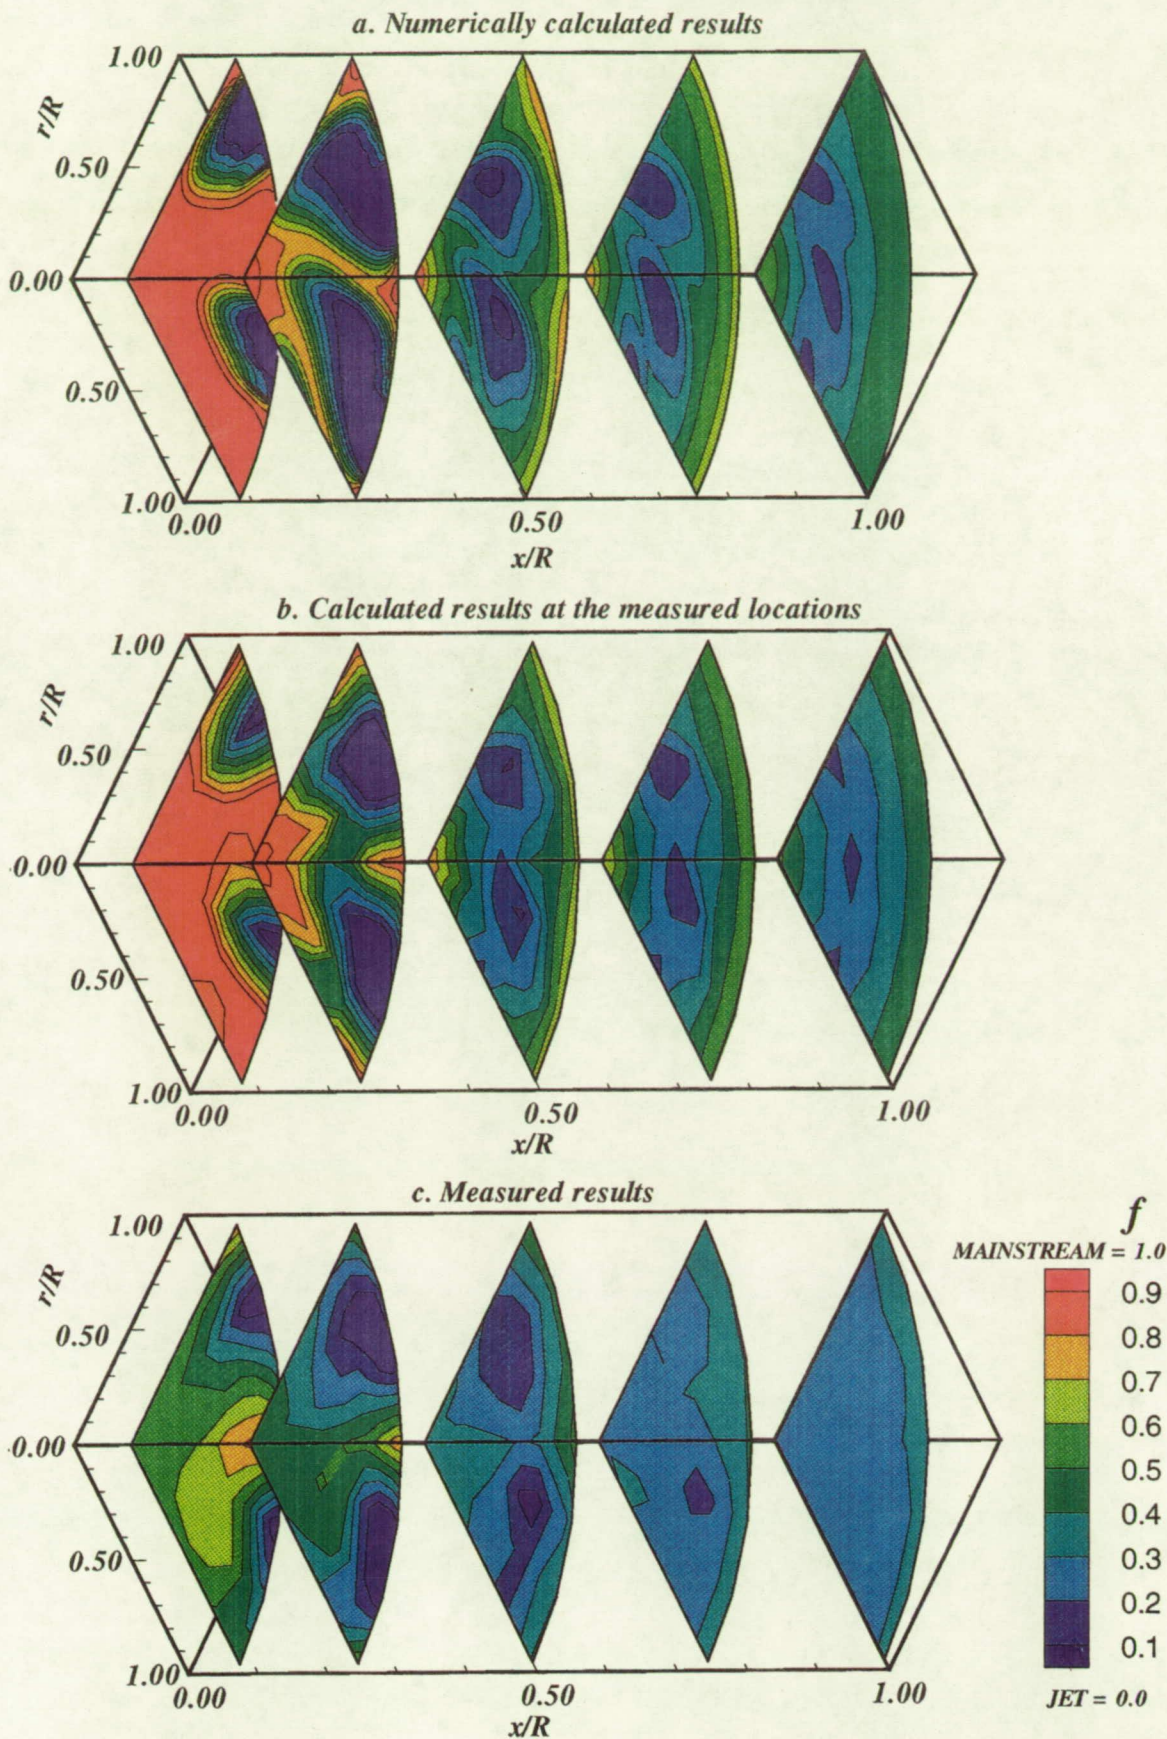 a. Numerically calculated results
1.00
r/R
0.50
0.00
0.50
1.00
0.00 0.50 1.00
x/R
b. Calculated results at the measured locations
1.00
r/R
0.50
0.00
0.50
1.00
0.00 0.50 1.00
x/R
c. Measured results
1.00
r/R
0.50
0.00
0.50
1.00
0.00 0.50 1.00
x/R
f
MAINSTREAM = 1.0
0.9
0.8
0.7
0.6
0.5
0.4
0.3
0.2
0.1
JET = 0.0